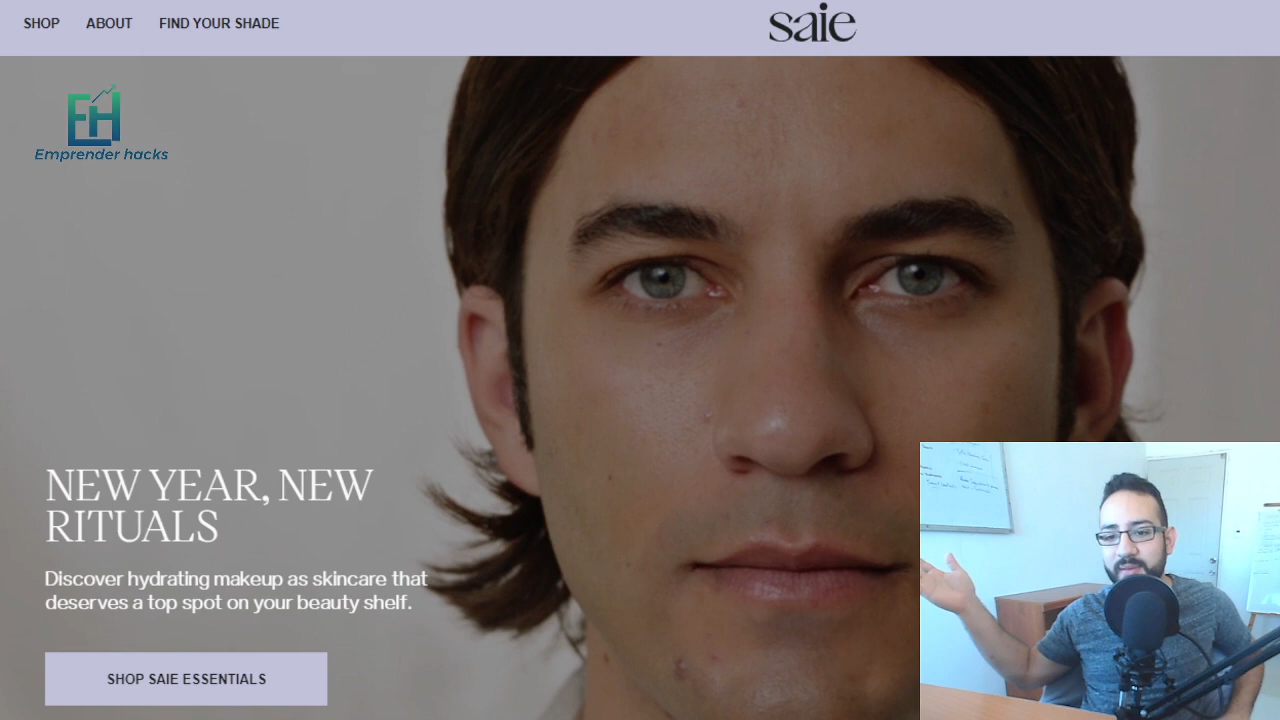 SHOP ABOUT FIND YOUR SHADE
saie
EH
Emprender hacks
NEW YEAR, NEW
RITUALS
Discover hydrating makeup as skincare that
deserves a top spot on your beauty shelf.
SHOP SAIE ESSENTIALS